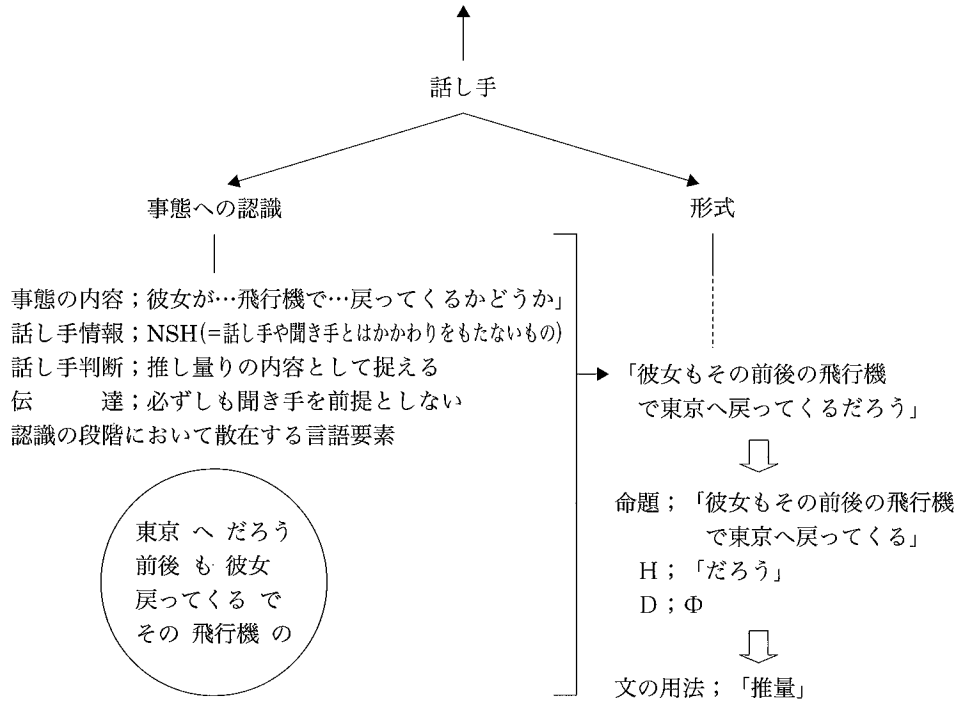 話し手
事態への認識
形式
事態の内容；彼女が…飛行機で…戻ってくるかどうか」
話し手情報；NSH(=話し手や聞き手とはかかわりをもたないもの)
話し手判断；推し量りの内容として捉える
伝　　達；必ずしも聞き手を前提としない
認識の段階において散在する言語要素
東京 へ だろう
前後 も 彼女
戻ってくる で
その 飛行機 の
「彼女もその前後の飛行機
で東京へ戻ってくるだろう」
命題；「彼女もその前後の飛行機
で東京へ戻ってくる」
H；「だろう」
D；Φ
文の用法；「推量」